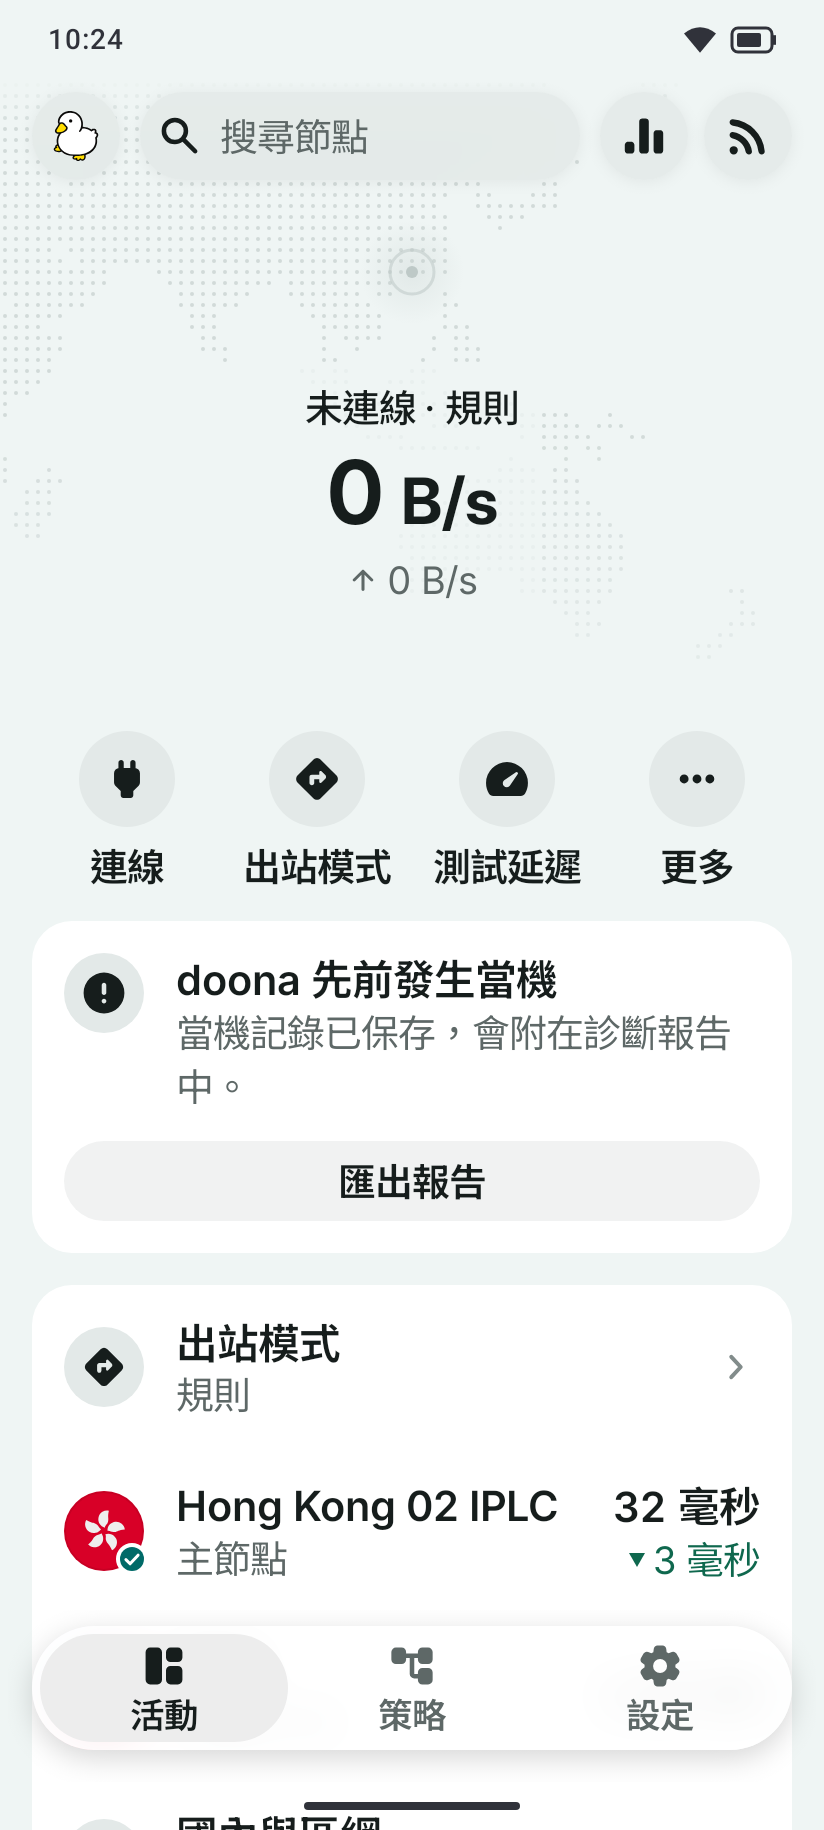 10:24
搜尋節點
未連線 · 規則
0 B/s
↑ 0 B/s
連線
出站模式
測試延遲
更多
doona 先前發生當機
當機記錄已保存，會附在診斷報告
中。
匯出報告
出站模式
規則
Hong Kong 02 IPLC
32 毫秒
主節點
▼3 毫秒
活動
策略
設定